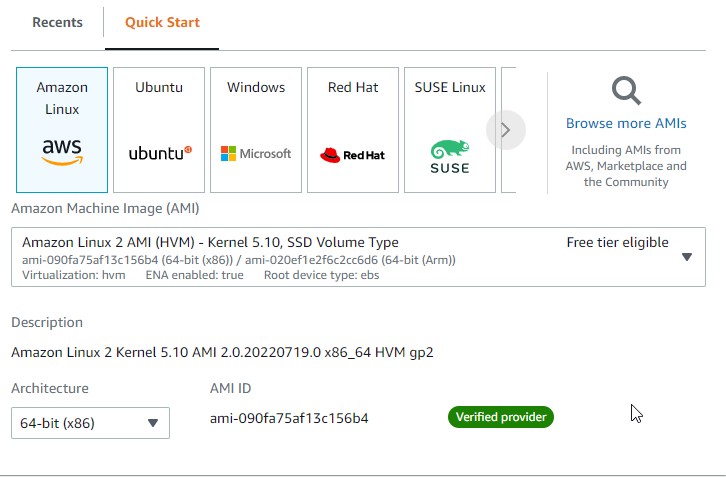 Recents
Quick Start
Amazon
Linux
aws
Ubuntu
ubuntu
Windows
Microsoft
Red Hat
Red Hat
SUSE Linux
SUSE
Browse more AMIs
Including AMIs from
AWS, Marketplace and
the Community
Amazon Machine Image (AMI)
Amazon Linux 2 AMI (HVM) - Kernel 5.10, SSD Volume Type
Free tier eligible
ami-090fa75af13c156b4 (64-bit (x86)) / ami-020ef1e2f6c2cc6d6 (64-bit (Arm))
Virtualization: hvm ENA enabled: true Root device type: ebs
Description
Amazon Linux 2 Kernel 5.10 AMI 2.0.20220719.0 x86_64 HVM gp2
Architecture
AMI ID
64-bit (x86)
ami-090fa75af13c156b4
Verified provider